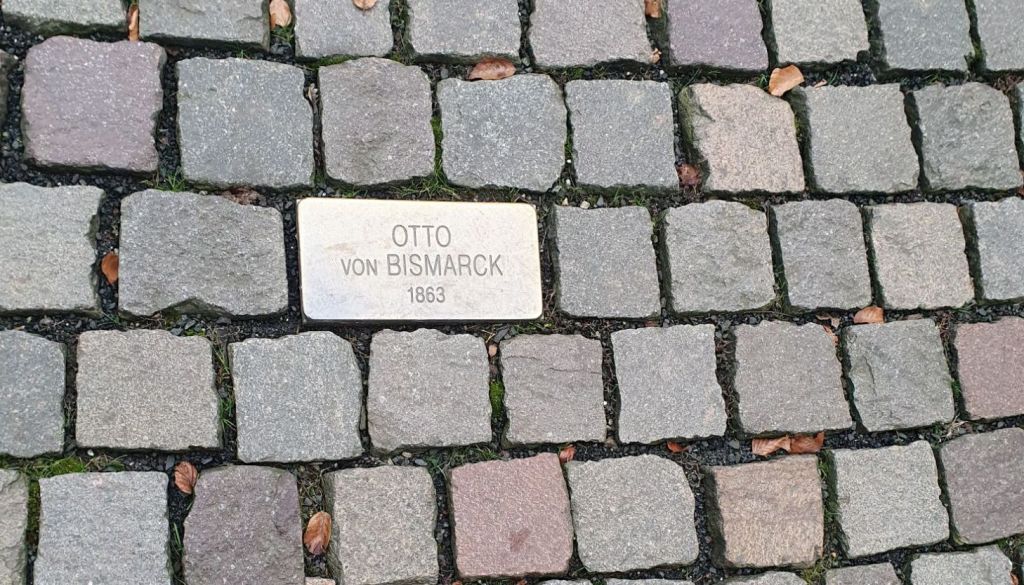 OTTO
VON BISMARCK
1863